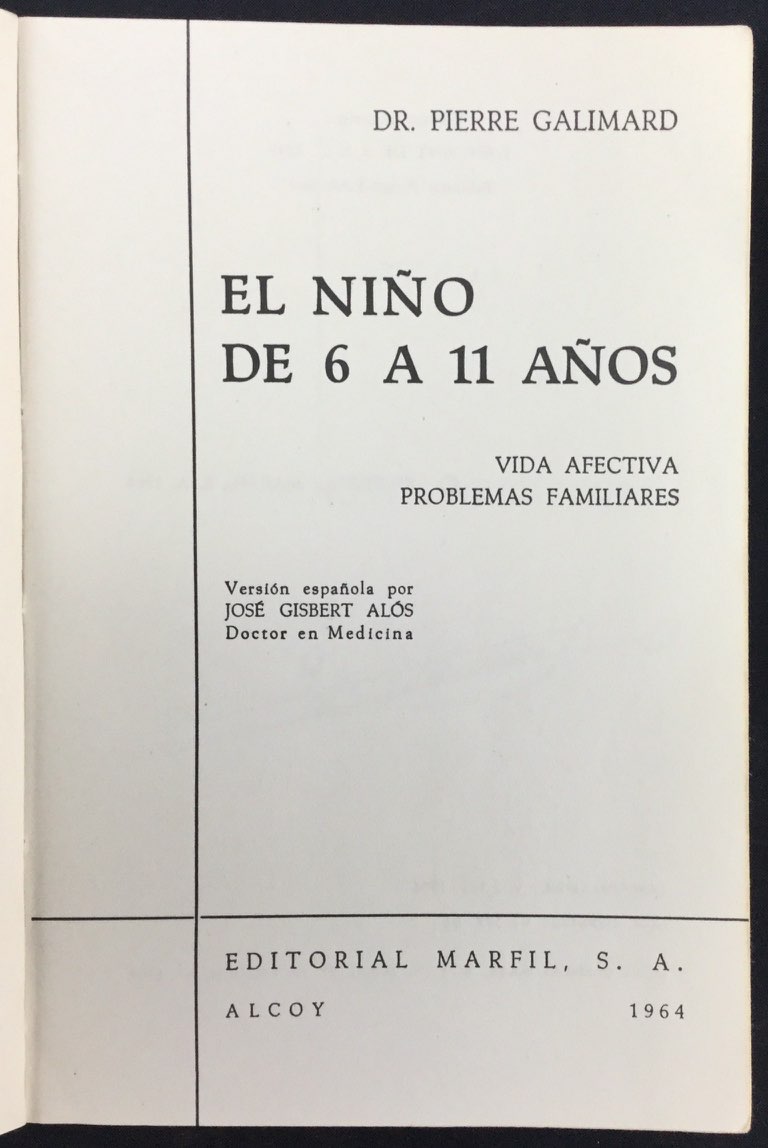 DR. PIERRE GALIMARD
EL NIÑO
DE 6 A 11 AÑOS
VIDA AFECTIVA
PROBLEMAS FAMILIARES
Versión española por
JOSÉ GISBERT ALÓS
Doctor en Medicina
EDITORIAL MARFIL, S. A.
ALCOY 1964